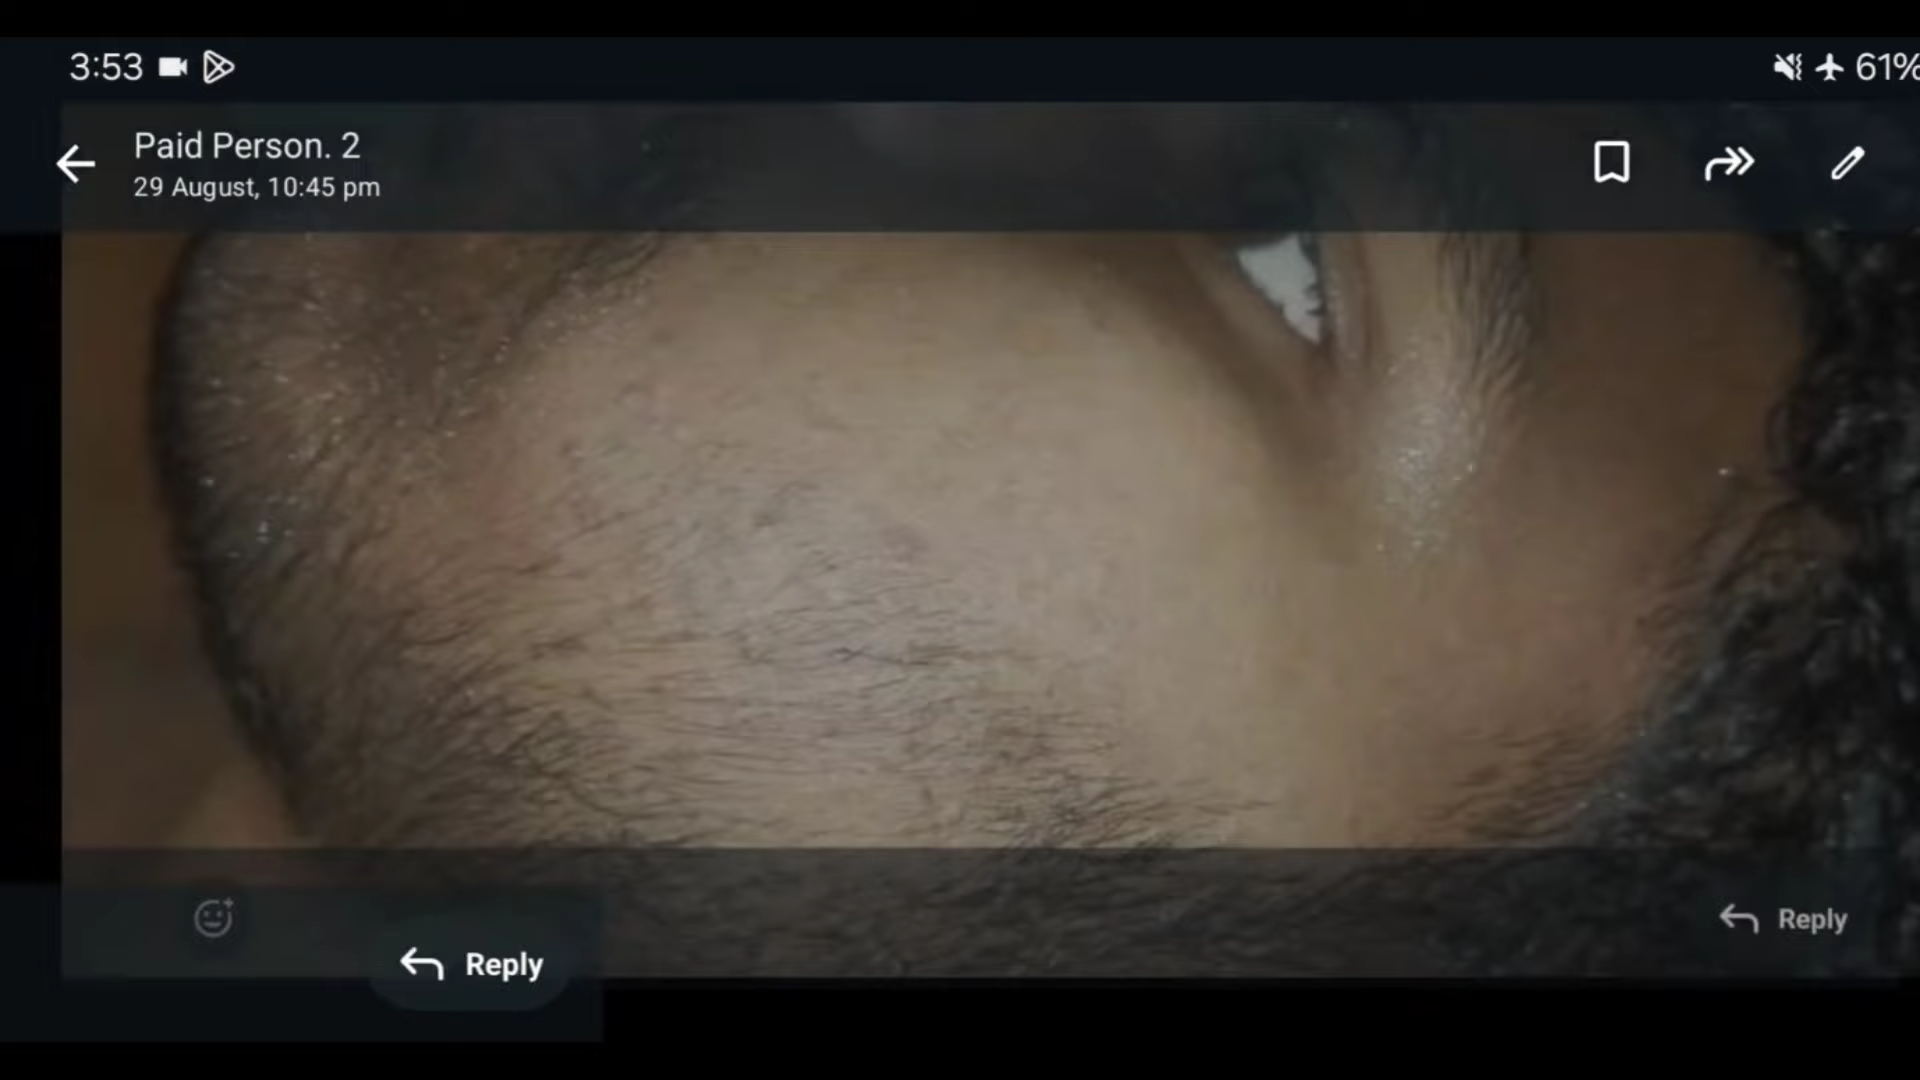 3:53
61%
Paid Person. 2
29 August, 10:45 pm
Reply
Reply